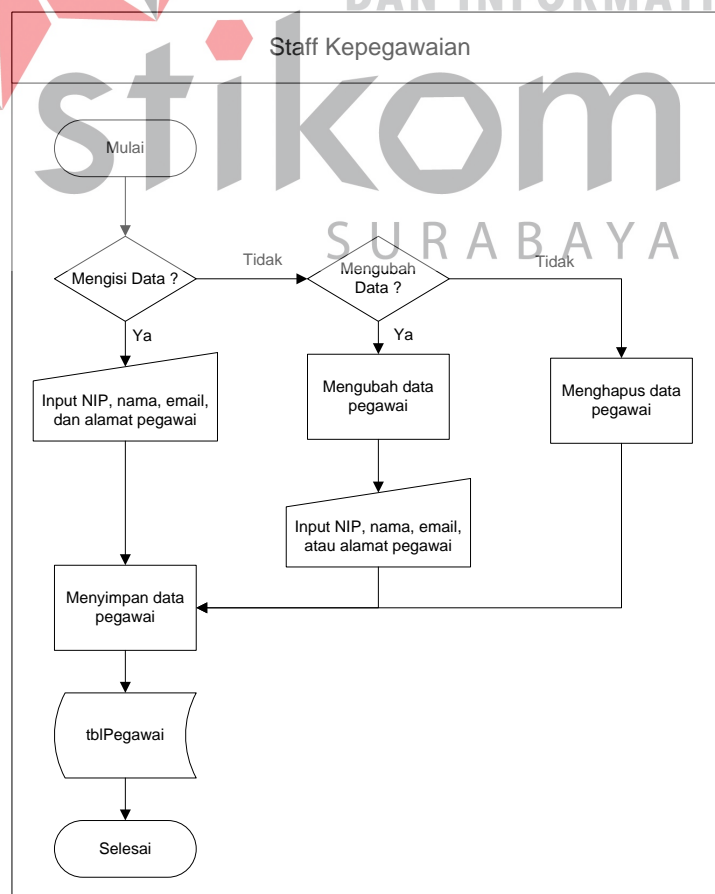 DAN INFORMATI
Staff Kepegawaian
stikom
SURABAYA
Mulai
Mengisi Data ?
Tidak
Mengubah
Data ?
Tidak
Ya
Ya
Input NIP, nama, email,
dan alamat pegawai
Mengubah data
pegawai
Menghapus data
pegawai
Input NIP, nama, email,
atau alamat pegawai
Menyimpan data
pegawai
tblPegawai
Selesai